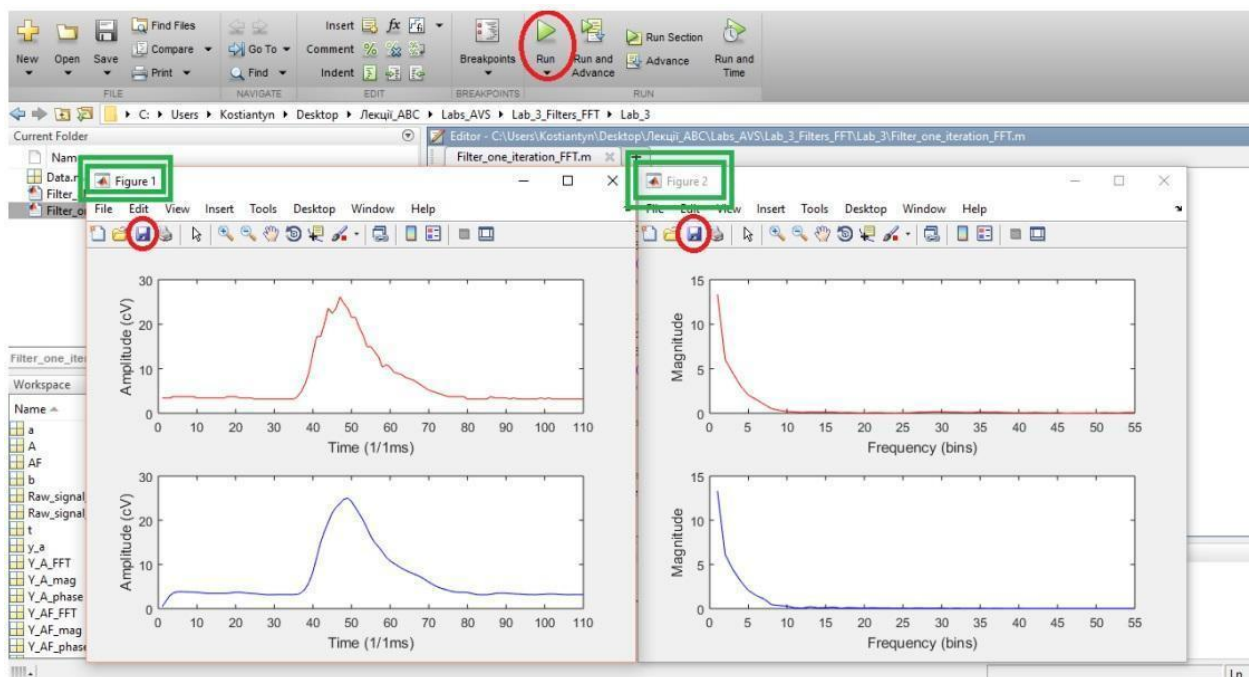 New Open Save Find Files Compare Print Go To Find Insert fx Comment Indent Breakpoints Run Run and Advance Run Section Advance Run and Time
FILE NAVIGATE EDIT BREAKPOINTS RUN
C: Users Kostiantyn Desktop Лекції_АВС Labs_AVS Lab_3_Filters_FFT Lab_3
Current Folder
Editor - C:\Users\Kostiantyn\Desktop\Лекції_АВС\Labs_AVS\Lab_3_Filters_FFT\Lab_3\Filter_one_iteration_FFT.m
Filter_one_iteration_FFT.m
Filter_one_ite
Workspace
Name
a
A
AF
b
Raw_signal
Raw_signal
t
y_a
Y_A_FFT
Y_A_mag
Y_A_phase
Y_AF_FFT
Y_AF_mag
Y_AF_phase
Figure 1
File Edit View Insert Tools Desktop Window Help
30
20
10
0
Amplitude (cV)
0 10 20 30 40 50 60 70 80 90 100 110
Time (1/1ms)
30
20
10
0
Amplitude (cV)
0 10 20 30 40 50 60 70 80 90 100 110
Time (1/1ms)
Figure 2
File Edit View Insert Tools Desktop Window Help
15
10
5
0
Magnitude
0 5 10 15 20 25 30 35 40 45 50 55
Frequency (bins)
15
10
5
0
Magnitude
0 5 10 15 20 25 30 35 40 45 50 55
Frequency (bins)
Ln